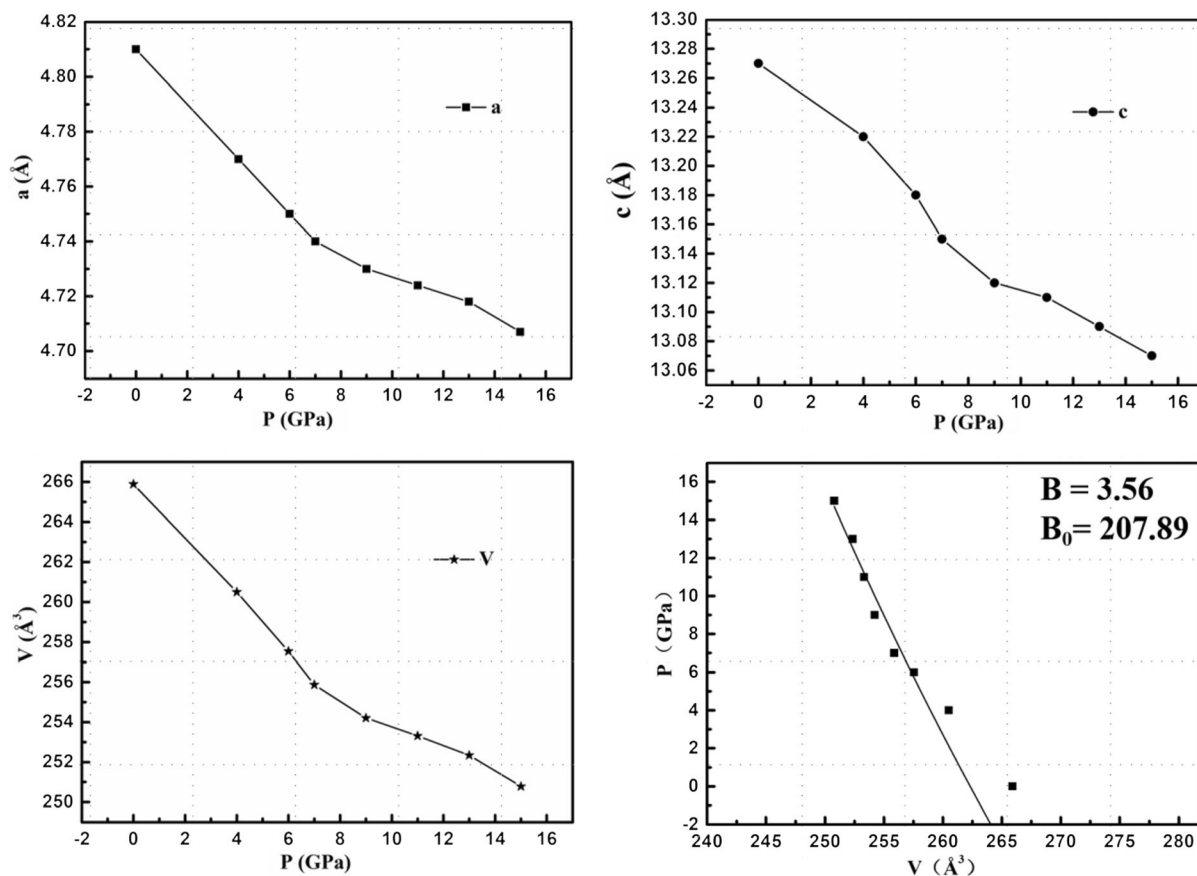 4.82
4.80
4.78
4.76
4.74
4.72
4.70
a (Å)
a
-2 0 2 4 6 8 10 12 14 16
P (GPa)
13.30
13.28
13.26
13.24
13.22
13.20
13.18
13.16
13.14
13.12
13.10
13.08
13.06
c (Å)
c
-2 0 2 4 6 8 10 12 14 16
P (GPa)
266
264
262
260
258
256
254
252
250
V (Å³)
V
-2 0 2 4 6 8 10 12 14 16
P (GPa)
16
14
12
10
8
6
4
2
0
-2
P (GPa)
B = 3.56
B₀= 207.89
240 245 250 255 260 265 270 275 280
V (Å³)